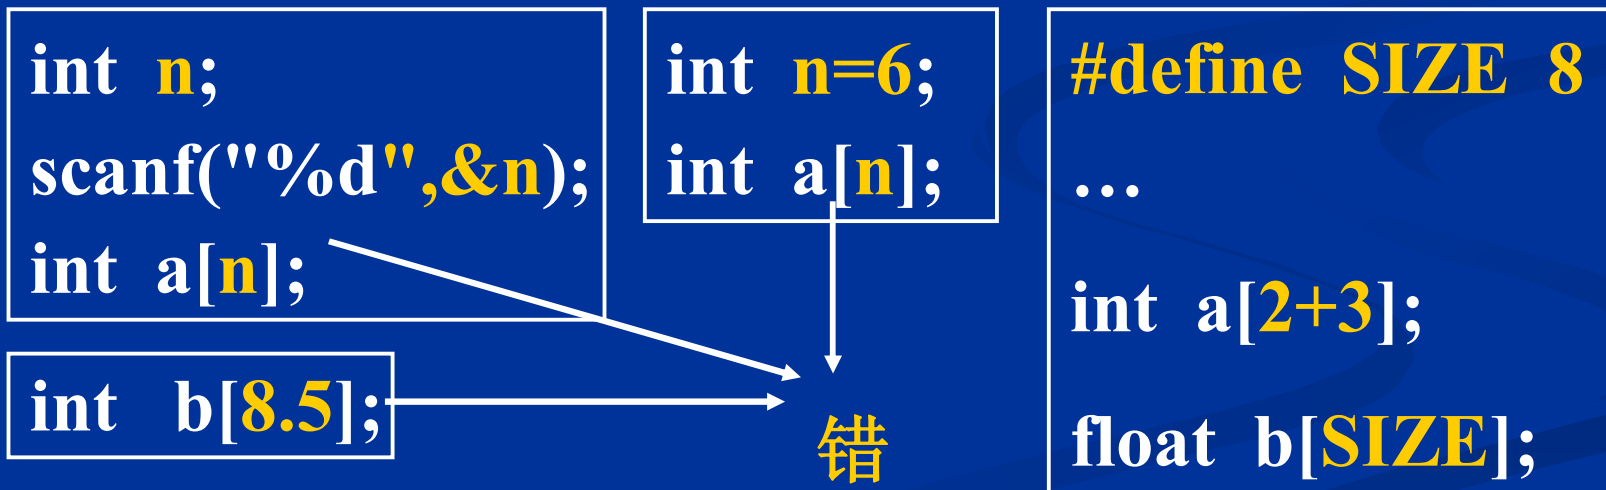 int n;
scanf("%d",&n);
int a[n];
int b[8.5];
int n=6;
int a[n];
错
#define SIZE 8
…
int a[2+3];
float b[SIZE];